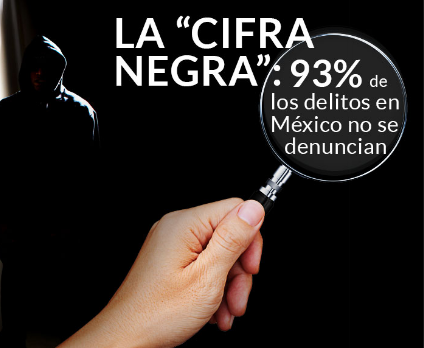 LA “CIFRA
NEGRA”: 93% de
los delitos en
México no se
denuncian